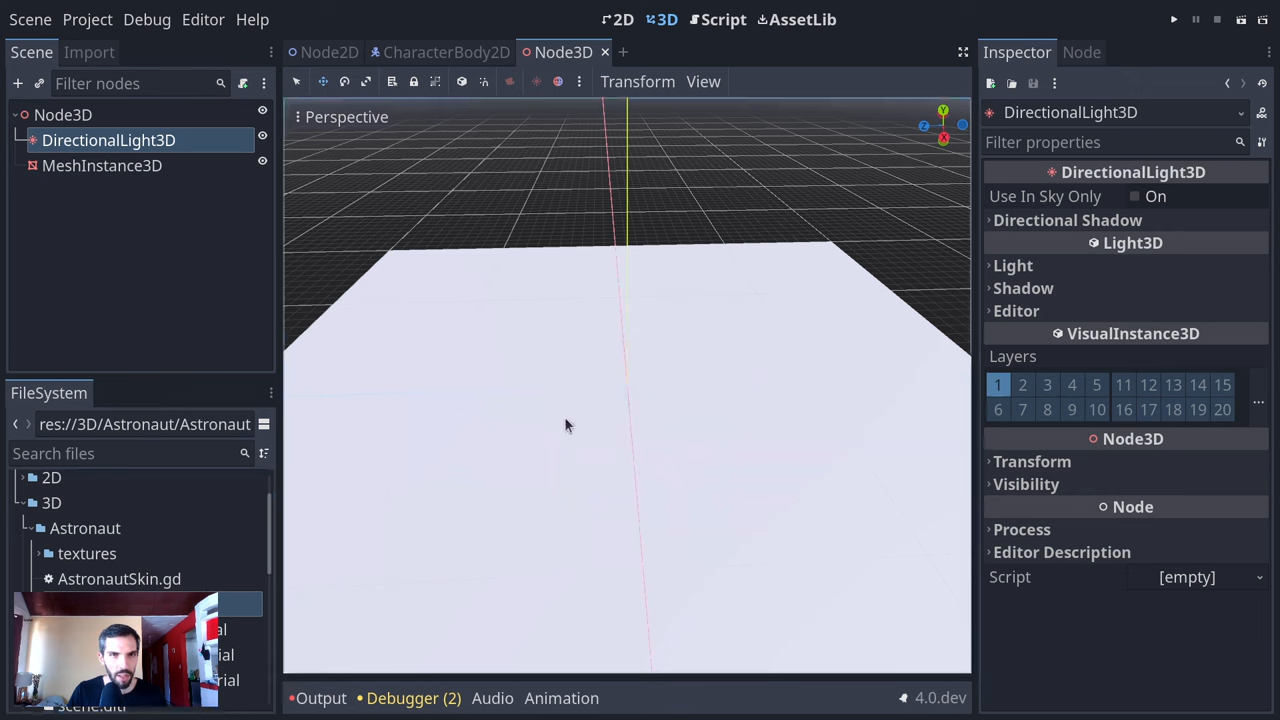 Scene Project Debug Editor Help
2D 3D Script AssetLib
Scene Import
Node2D CharacterBody2D Node3D
Inspector Node
Filter nodes
Transform View
Node3D
DirectionalLight3D
MeshInstance3D
Perspective
Y
Z
X
DirectionalLight3D
Filter properties
DirectionalLight3D
Use In Sky Only On
Directional Shadow
Light3D
Light
Shadow
Editor
VisualInstance3D
Layers
1 2 3 4 5 11 12 13 14 15
6 7 8 9 10 16 17 18 19 20
Node3D
Transform
Visibility
Node
Process
Editor Description
Script [empty]
FileSystem
res://3D/Astronaut/Astronaut
Search files
2D
3D
Astronaut
textures
AstronautSkin.gd
Output Debugger (2) Audio Animation 4.0.dev